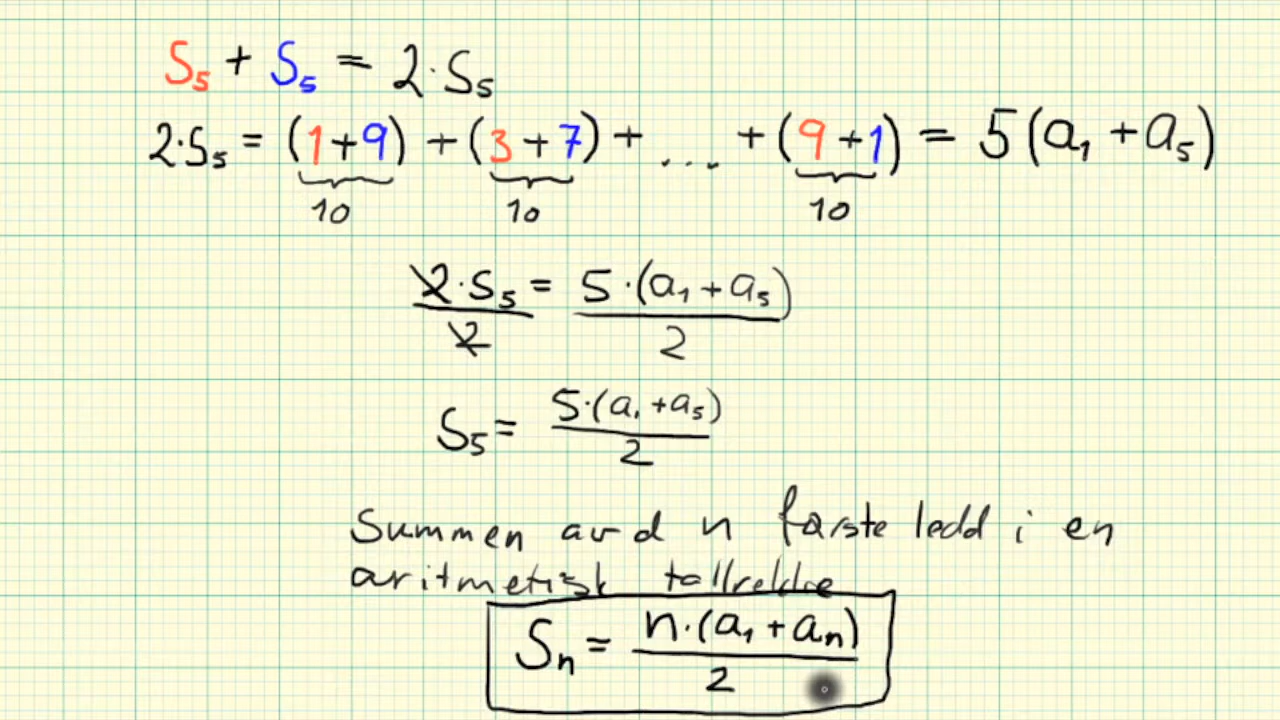 S₅ + S₅ = 2·S₅
2·S₅ = (1+9) + (3+7) + ... + (9+1) = 5(a₁ + a₅)
10 10 10
2·S₅/2 = 5·(a₁+a₅)/2
S₅ = 5·(a₁+a₅)/2
Summen avd n første ledd i en
aritmetisk tallrekke
Sₙ = n·(a₁+aₙ)/2